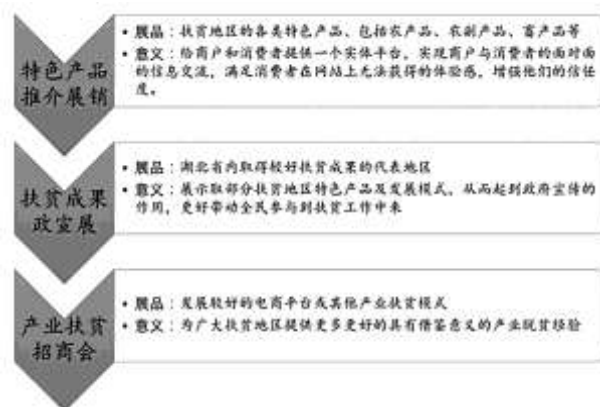 特色产品
推介展销
• 展品：扶贫地区的各类特色产品、包括农产品、农副产品、畜产品等
• 意义：给商户和消费者提供一个实体平台，实现商户与消费者的面对面
的信息交流，满足消费者在网站上无法获得的体验感，增强他们的信任
度。
扶贫成果
政宣展
• 展品：湖北省内取得较好扶贫成果的代表地区
• 意义：展示取部分扶贫地区特色产品及发展模式，从而起到政府宣传的
作用，更好带动全民参与到扶贫工作中来
产业扶贫
招商会
• 展品：发展较好的电商平台或其他产业扶贫模式
• 意义：为广大扶贫地区提供更多更好的具有借鉴意义的产业脱贫经验